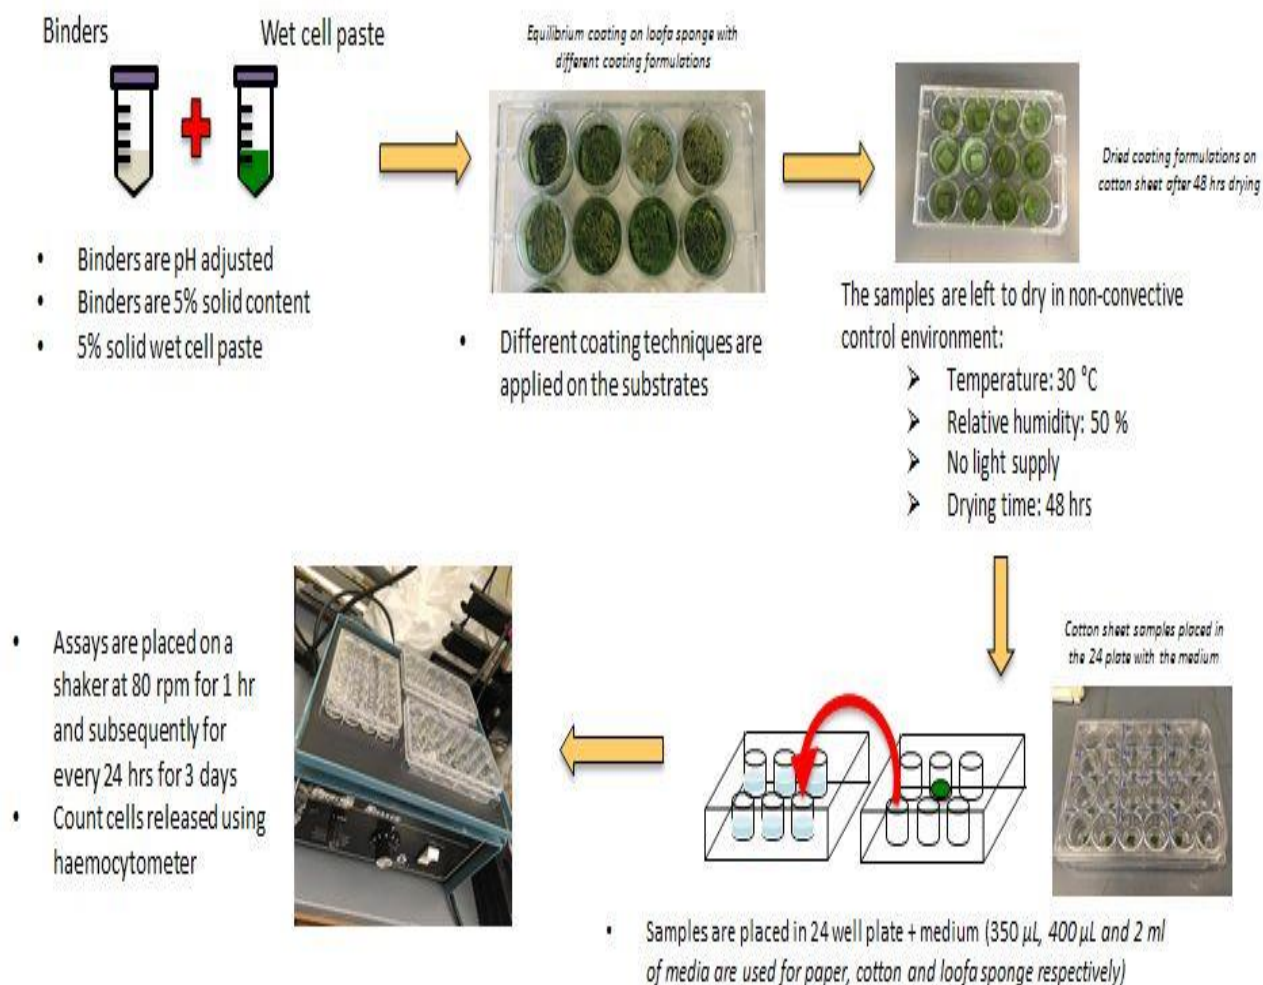 Binders
Wet cell paste
• Binders are pH adjusted
• Binders are 5% solid content
• 5% solid wet cell paste
Equilibrium coating on loofa sponge with
different coating formulations
• Different coating techniques are
applied on the substrates
Dried coating formulations on
cotton sheet after 48 hrs drying
The samples are left to dry in non-convective
control environment:
➤ Temperature: 30 °C
➤ Relative humidity: 50 %
➤ No light supply
➤ Drying time: 48 hrs
Cotton sheet samples placed in
the 24 plate with the medium
• Samples are placed in 24 well plate + medium (350 µL, 400 µL and 2 ml
of media are used for paper, cotton and loofa sponge respectively)
• Assays are placed on a
shaker at 80 rpm for 1 hr
and subsequently for
every 24 hrs for 3 days
• Count cells released using
haemocytometer